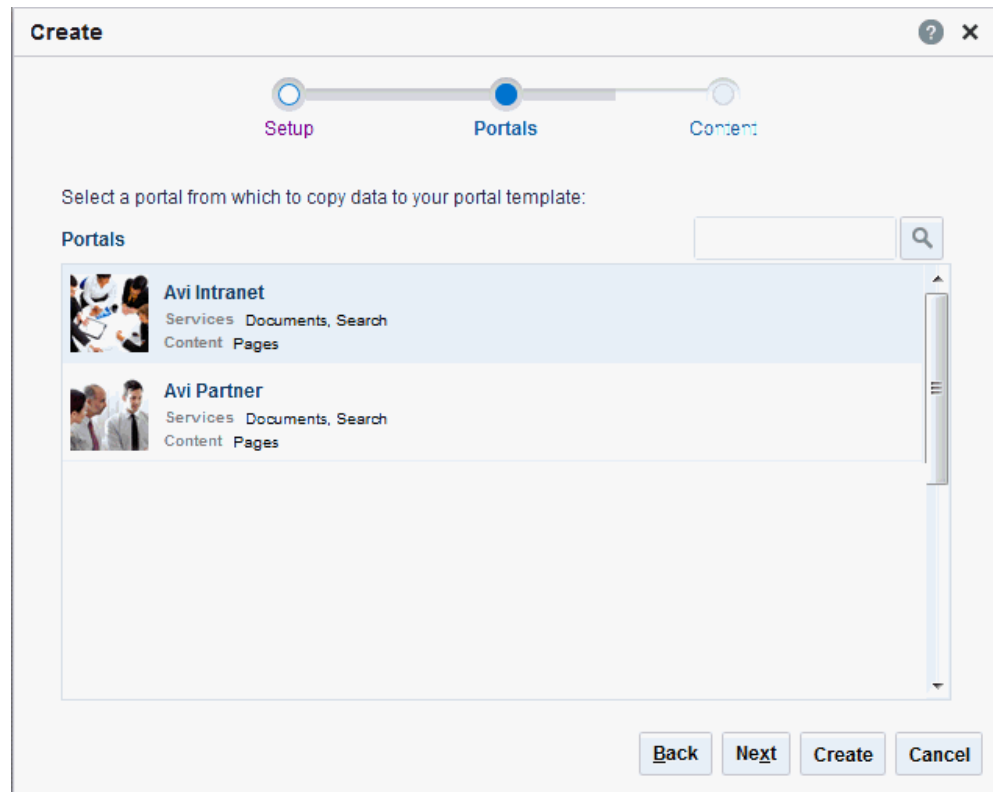 Create
?
Setup
Portals
Content
Select a portal from which to copy data to your portal template:
Portals
Avi Intranet
Services Documents, Search
Content Pages
Avi Partner
Services Documents, Search
Content Pages
Back Next Create Cancel